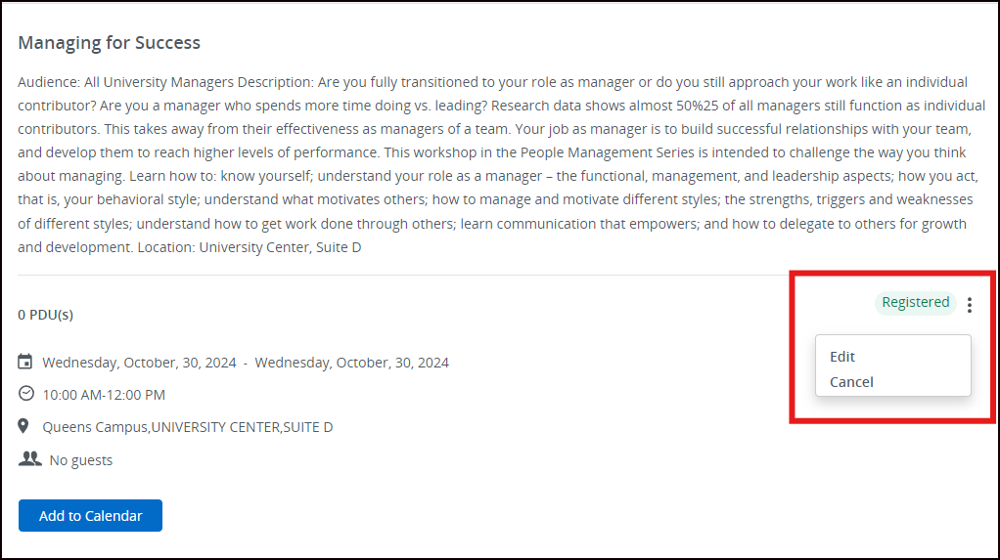 Managing for Success
Audience: All University Managers Description: Are you fully transitioned to your role as manager or do you still approach your work like an individual
contributor? Are you a manager who spends more time doing vs. leading? Research data shows almost 50%25 of all managers still function as individual
contributors. This takes away from their effectiveness as managers of a team. Your job as manager is to build successful relationships with your team,
and develop them to reach higher levels of performance. This workshop in the People Management Series is intended to challenge the way you think
about managing. Learn how to: know yourself; understand your role as a manager – the functional, management, and leadership aspects; how you act,
that is, your behavioral style; understand what motivates others; how to manage and motivate different styles; the strengths, triggers and weaknesses
of different styles; understand how to get work done through others; learn communication that empowers; and how to delegate to others for growth
and development. Location: University Center, Suite D
Registered
0 PDU(s)
Edit
Cancel
Wednesday, October, 30, 2024 - Wednesday, October, 30, 2024
10:00 AM-12:00 PM
Queens Campus,UNIVERSITY CENTER,SUITE D
No guests
Add to Calendar